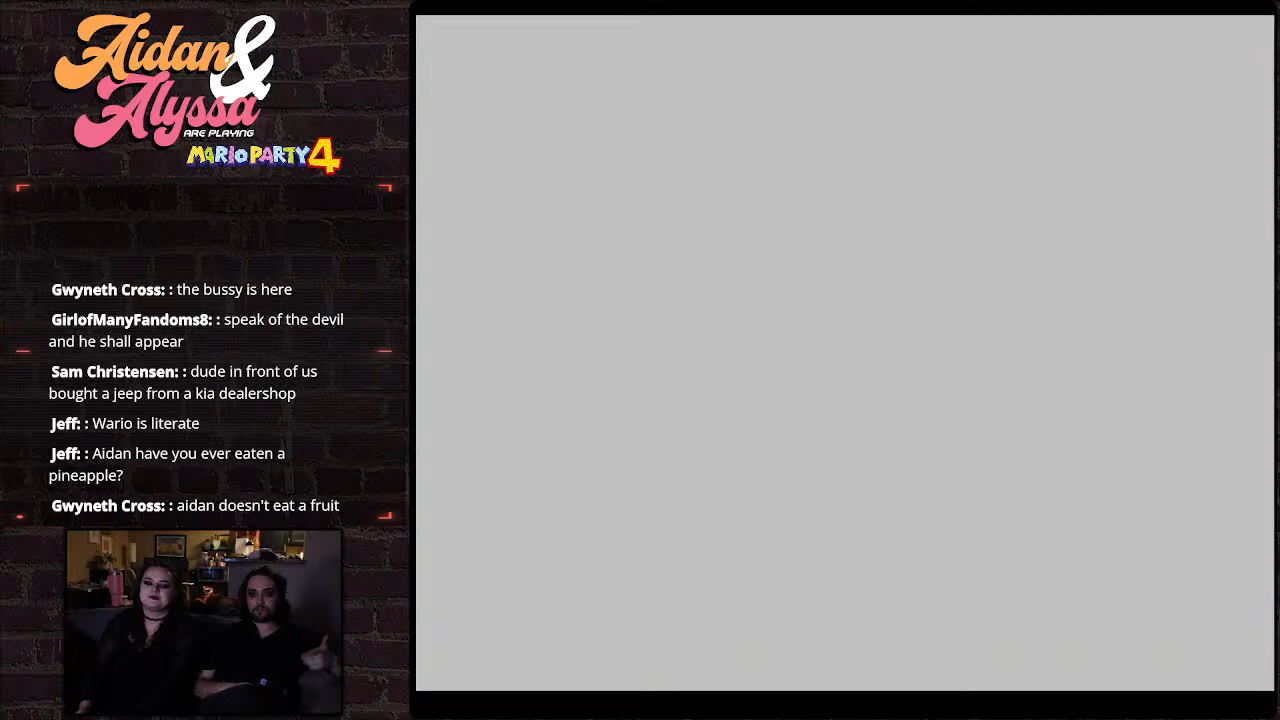 Aidan &
Alyssa
ARE PLAYING
MARIO PARTY 4
Gwyneth Cross: : the bussy is here
GirlofManyFandoms8: : speak of the devil
and he shall appear
Sam Christensen: : dude in front of us
bought a jeep from a kia dealershop
Jeff: : Wario is literate
Jeff: : Aidan have you ever eaten a
pineapple?
Gwyneth Cross: : aidan doesn't eat a fruit